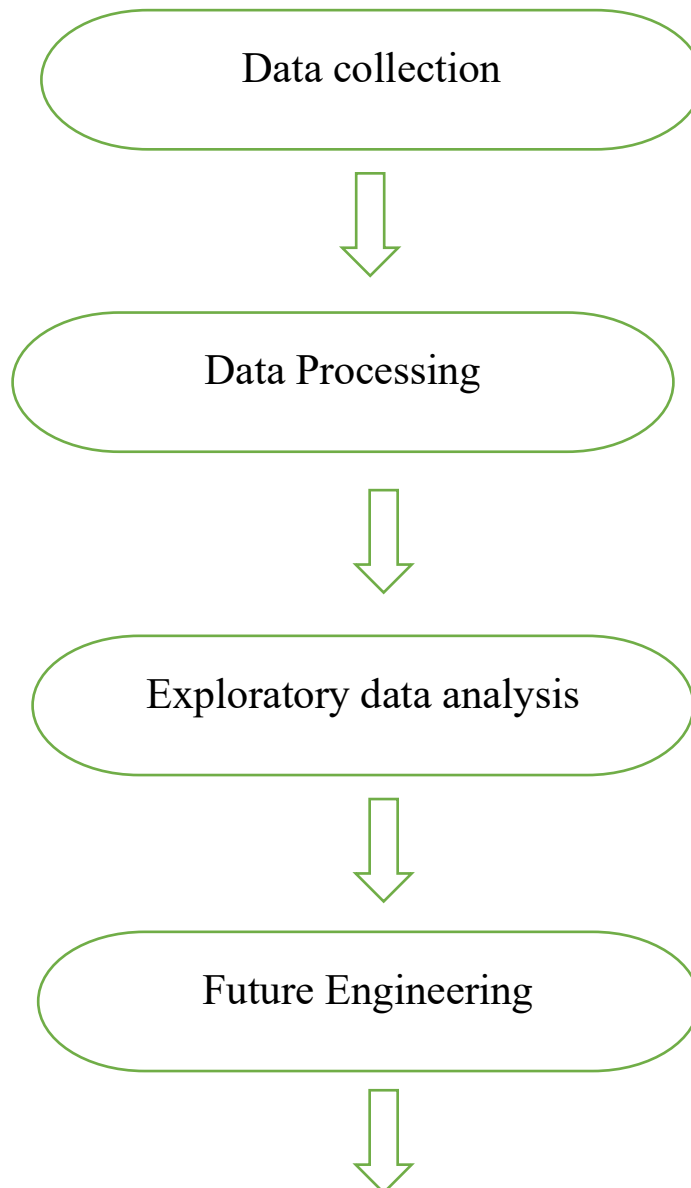 Data collection
Data Processing
Exploratory data analysis
Future Engineering